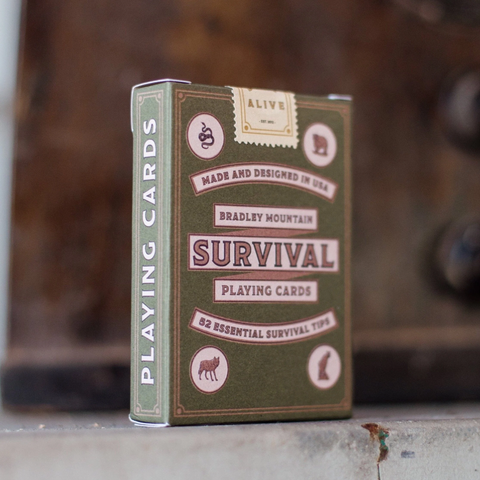 ALIVE
MADE AND DESIGNED IN USA
BRADLEY MOUNTAIN
SURVIVAL
PLAYING CARDS
52 ESSENTIAL SURVIVAL TIPS
PLAYING CARDS